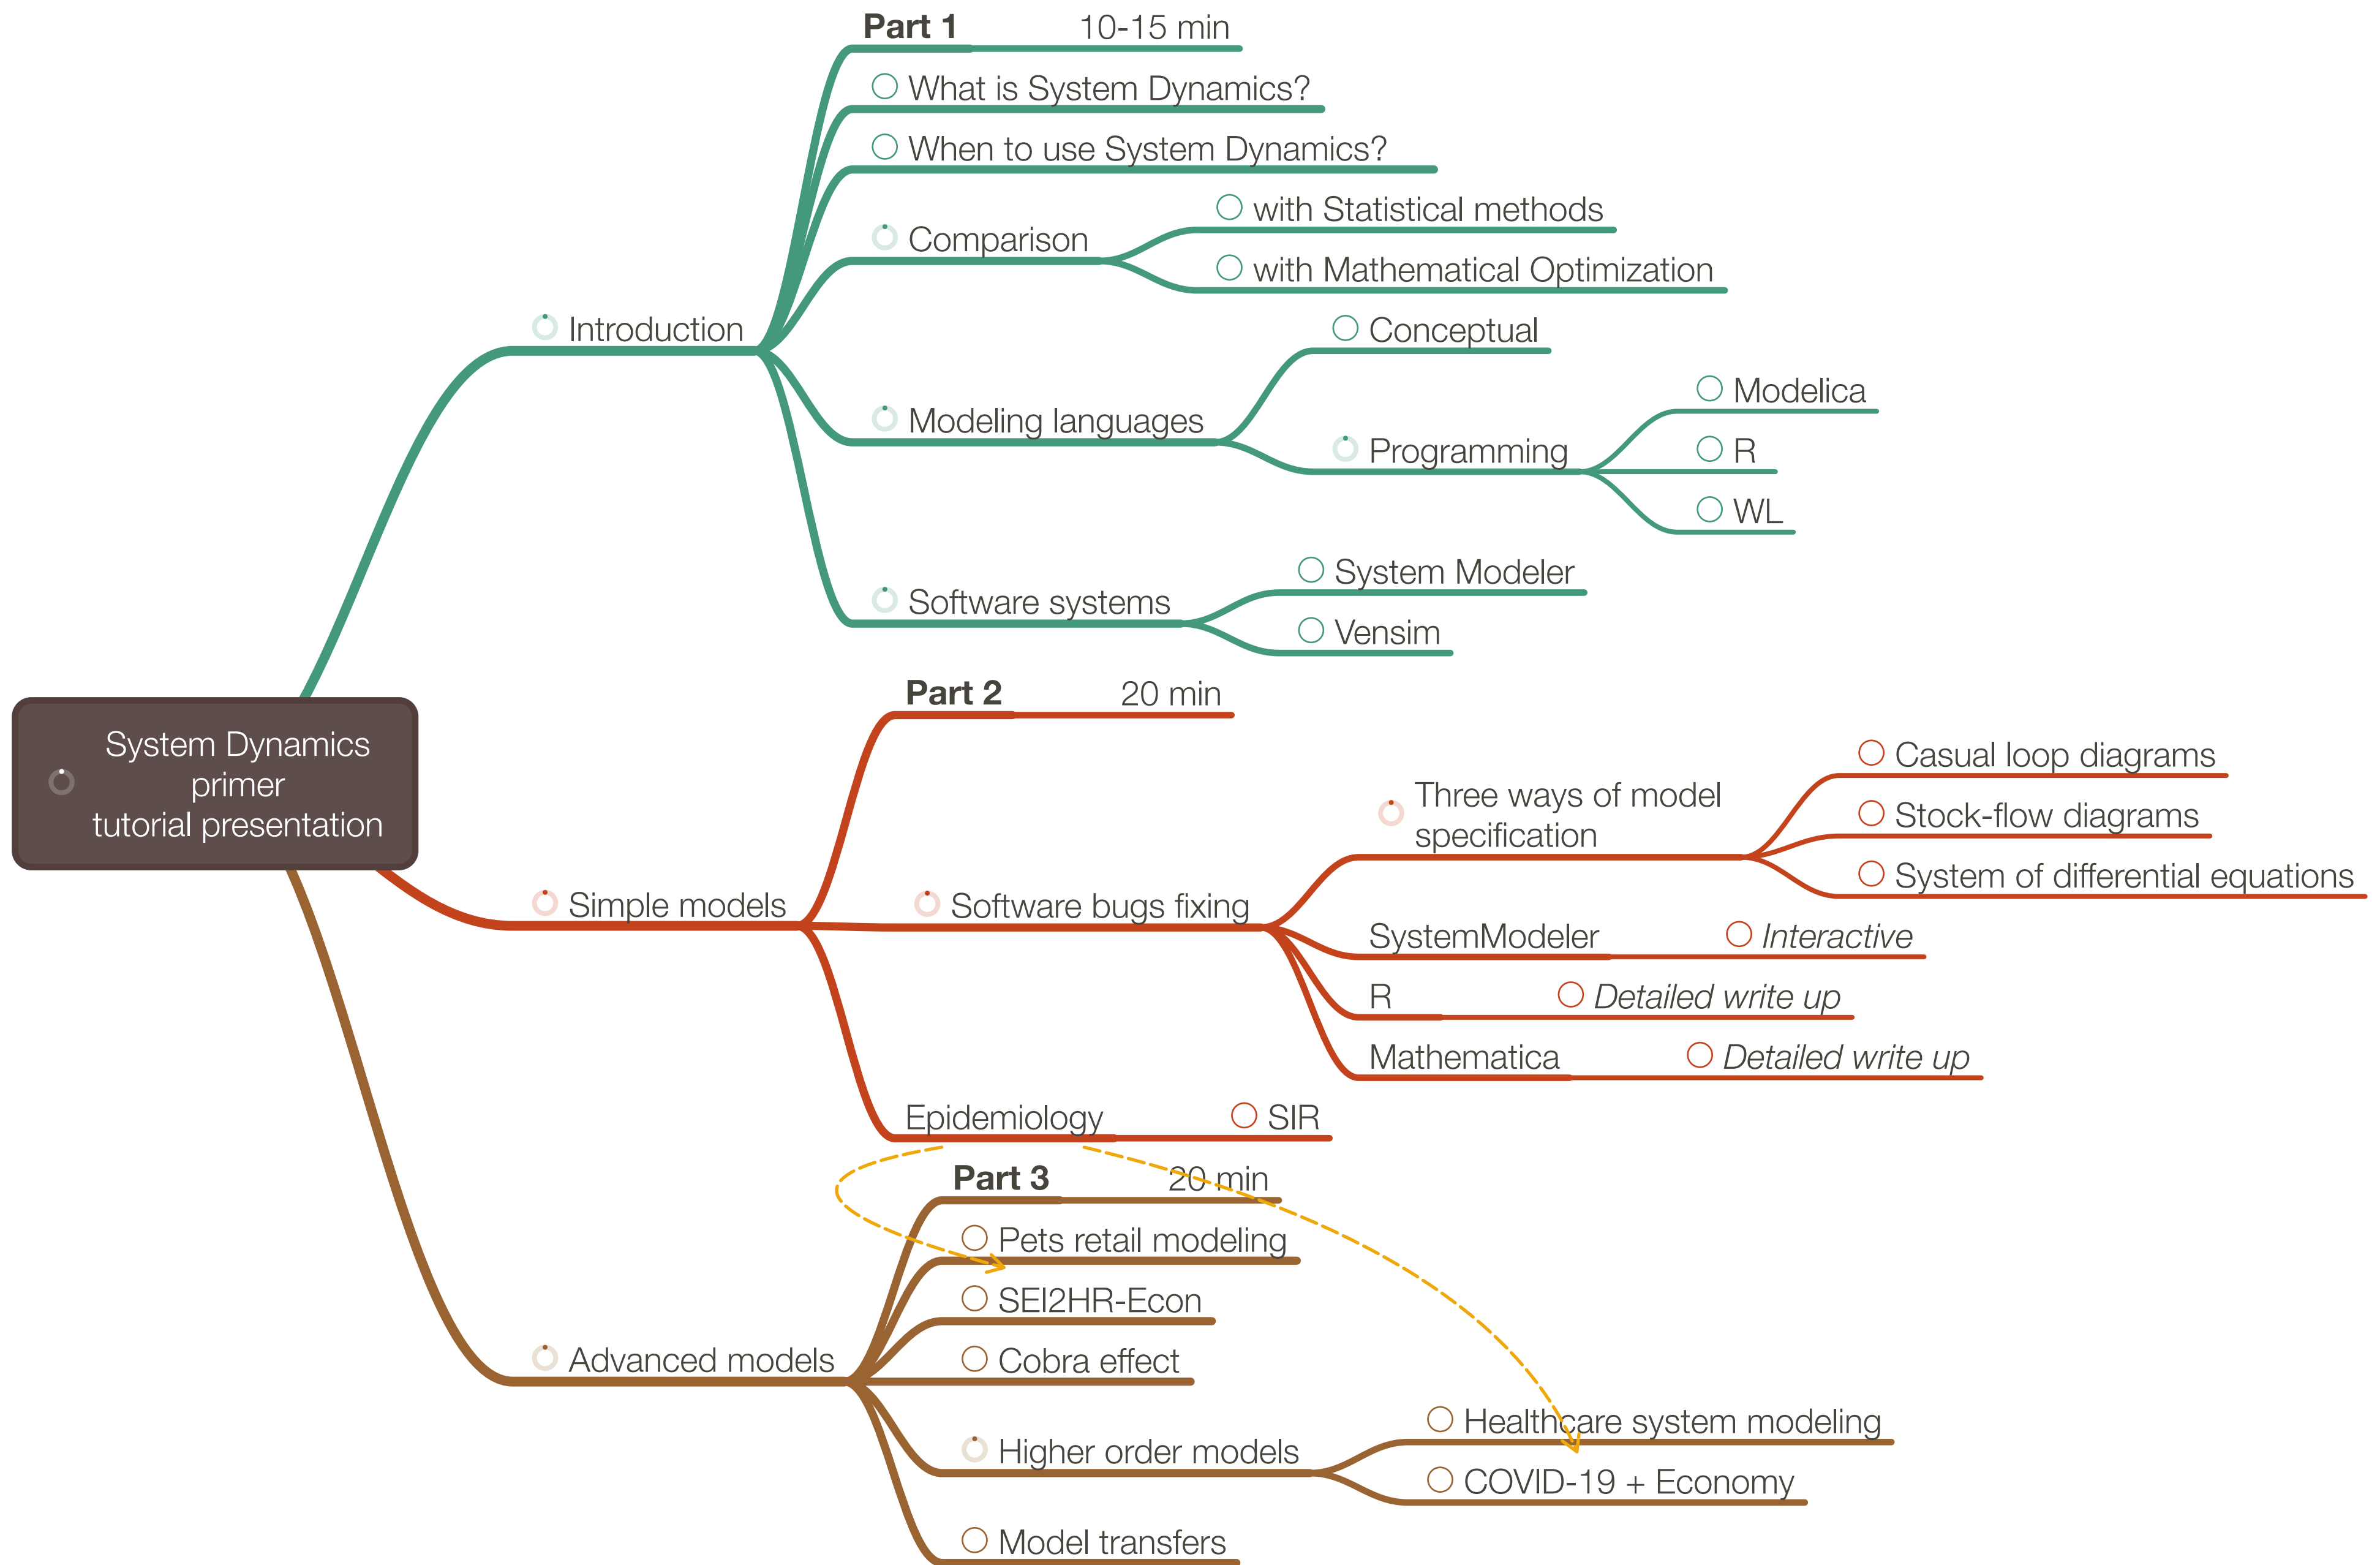 Part 1 10-15 min
What is System Dynamics?
When to use System Dynamics?
Comparison
with Statistical methods
with Mathematical Optimization
Introduction
Modeling languages
Conceptual
Programming
Modelica
R
WL
Software systems
System Modeler
Vensim
System Dynamics
primer
tutorial presentation
Part 2 20 min
Simple models
Software bugs fixing
Three ways of model
specification
Casual loop diagrams
Stock-flow diagrams
System of differential equations
SystemModeler Interactive
R Detailed write up
Mathematica Detailed write up
Epidemiology SIR
Part 3 20 min
Pets retail modeling
SEI2HR-Econ
Advanced models
Cobra effect
Higher order models
Healthcare system modeling
COVID-19 + Economy
Model transfers